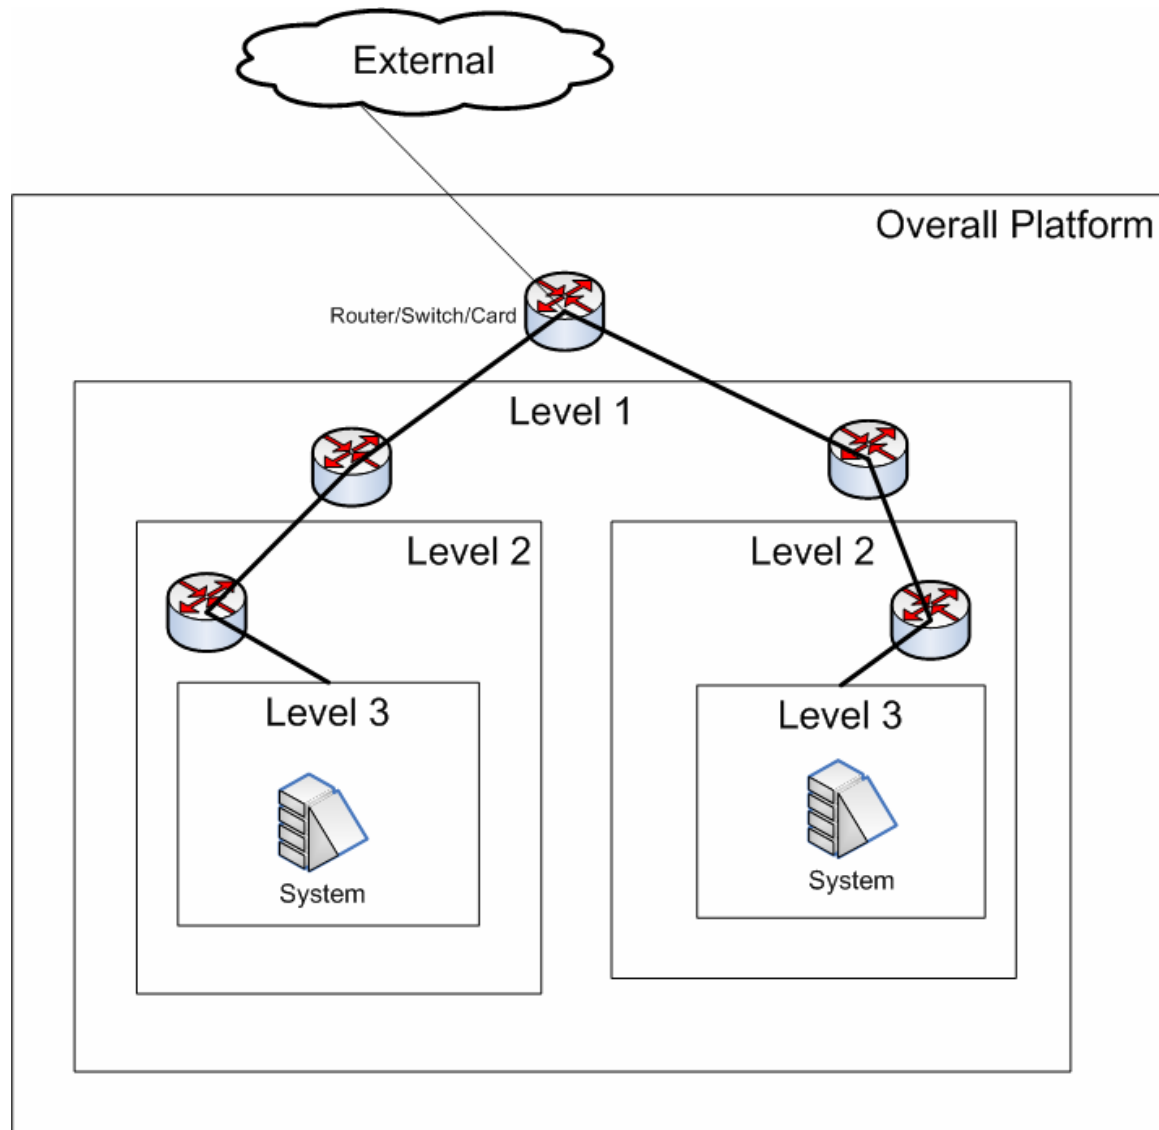 External
Overall Platform
Router/Switch/Card
Level 1
Level 2
Level 2
Level 3
Level 3
System
System